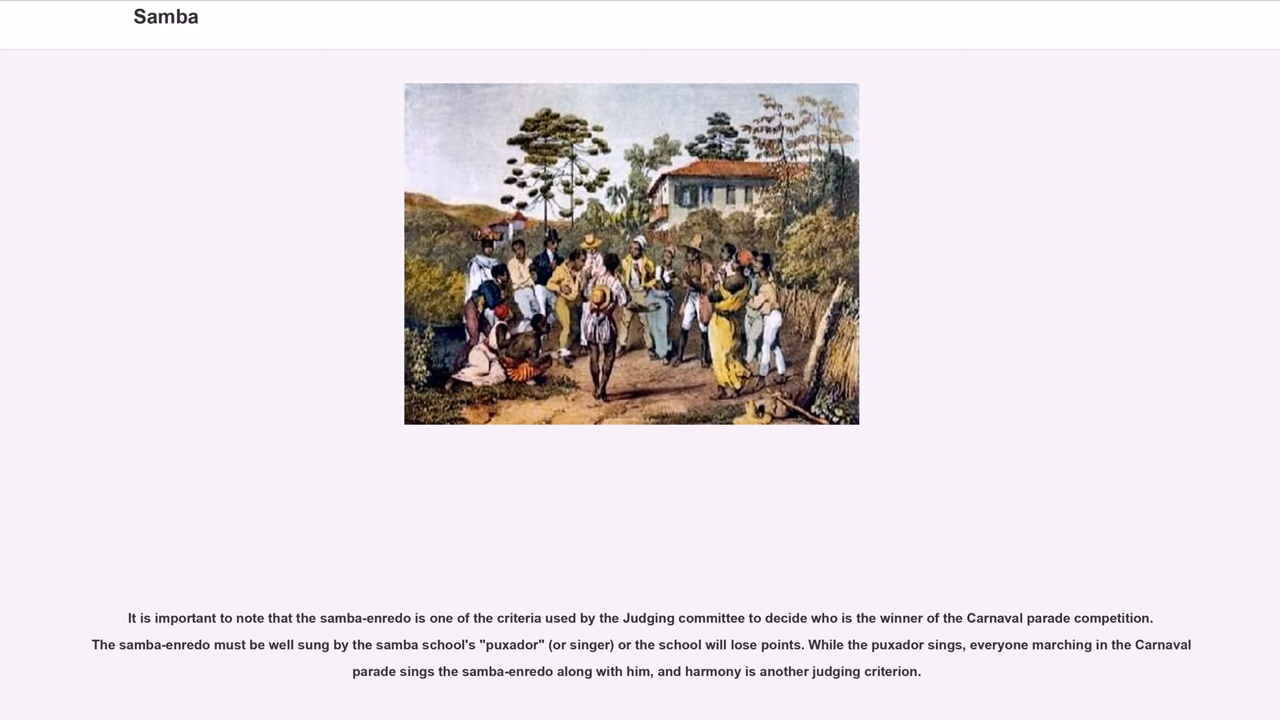 Samba
It is important to note that the samba-enredo is one of the criteria used by the Judging committee to decide who is the winner of the Carnaval parade competition.
The samba-enredo must be well sung by the samba school's "puxador" (or singer) or the school will lose points. While the puxador sings, everyone marching in the Carnaval
parade sings the samba-enredo along with him, and harmony is another judging criterion.